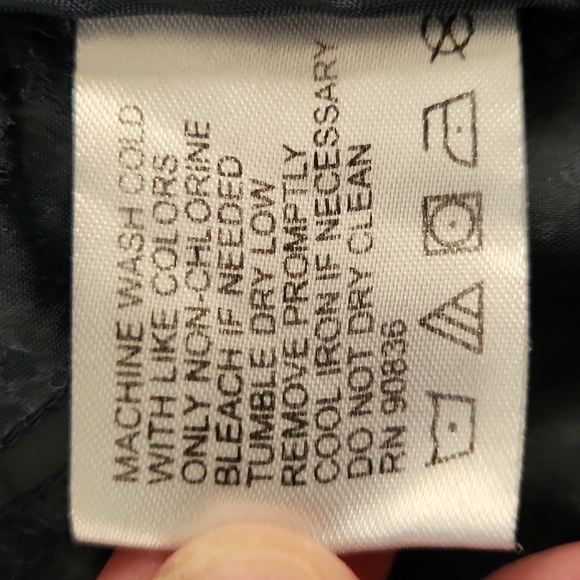 MACHINE WASH COLD
WITH LIKE COLORS
ONLY NON-CHLORINE
BLEACH IF NEEDED
TUMBLE DRY LOW
REMOVE PROMPTLY
COOL IRON IF NECESSARY
DO NOT DRY CLEAN
RN 90836